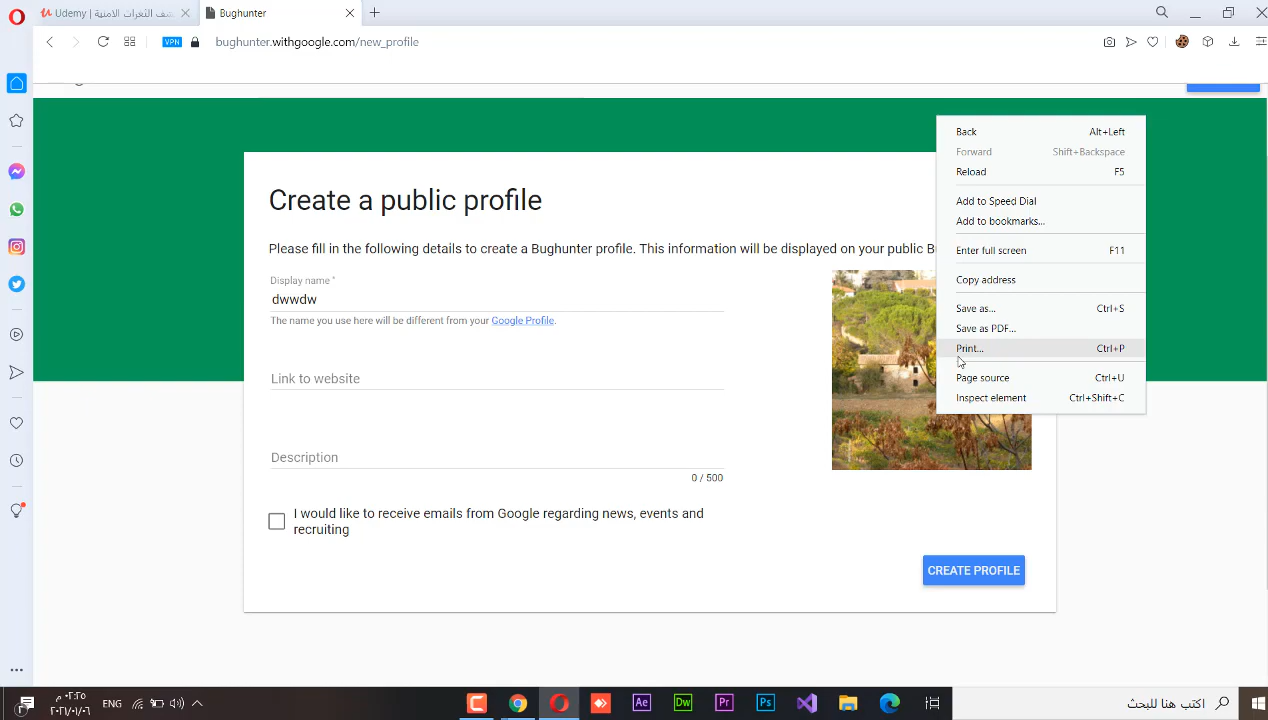 Udemy | كشف الثغرات الامنية
Bughunter
VPN
bughunter.withgoogle.com/new_profile
Create a public profile
Please fill in the following details to create a Bughunter profile. This information will be displayed on your public B
Display name *
dwwdw
The name you use here will be different from your Google Profile.
Link to website
Description
0 / 500
I would like to receive emails from Google regarding news, events and
recruiting
CREATE PROFILE
Back Alt+Left
Forward Shift+Backspace
Reload F5
Add to Speed Dial
Add to bookmarks...
Enter full screen F11
Copy address
Save as... Ctrl+S
Save as PDF...
Print... Ctrl+P
Page source Ctrl+U
Inspect element Ctrl+Shift+C
ENG
Ae
Dw
Pr
Ps
اكتب هنا للبحث